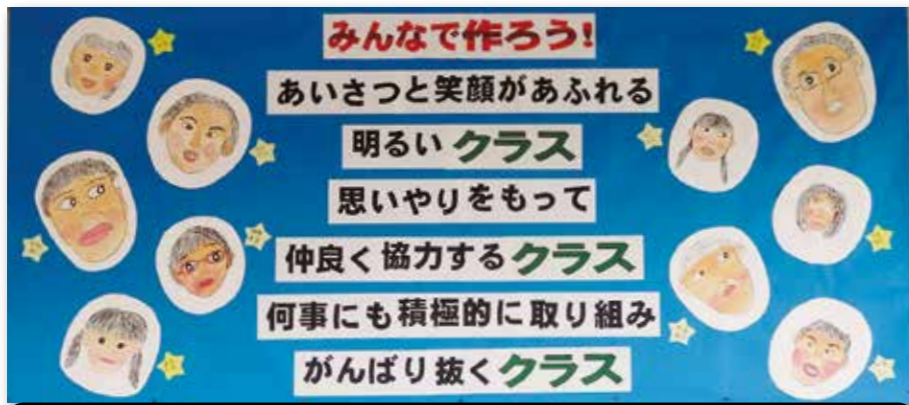 みんなで作ろう!
あいさつと笑顔があふれる
明るいクラス
思いやりをもって
仲良く協力するクラス
何事にも積極的に取り組み
がんばり抜くクラス